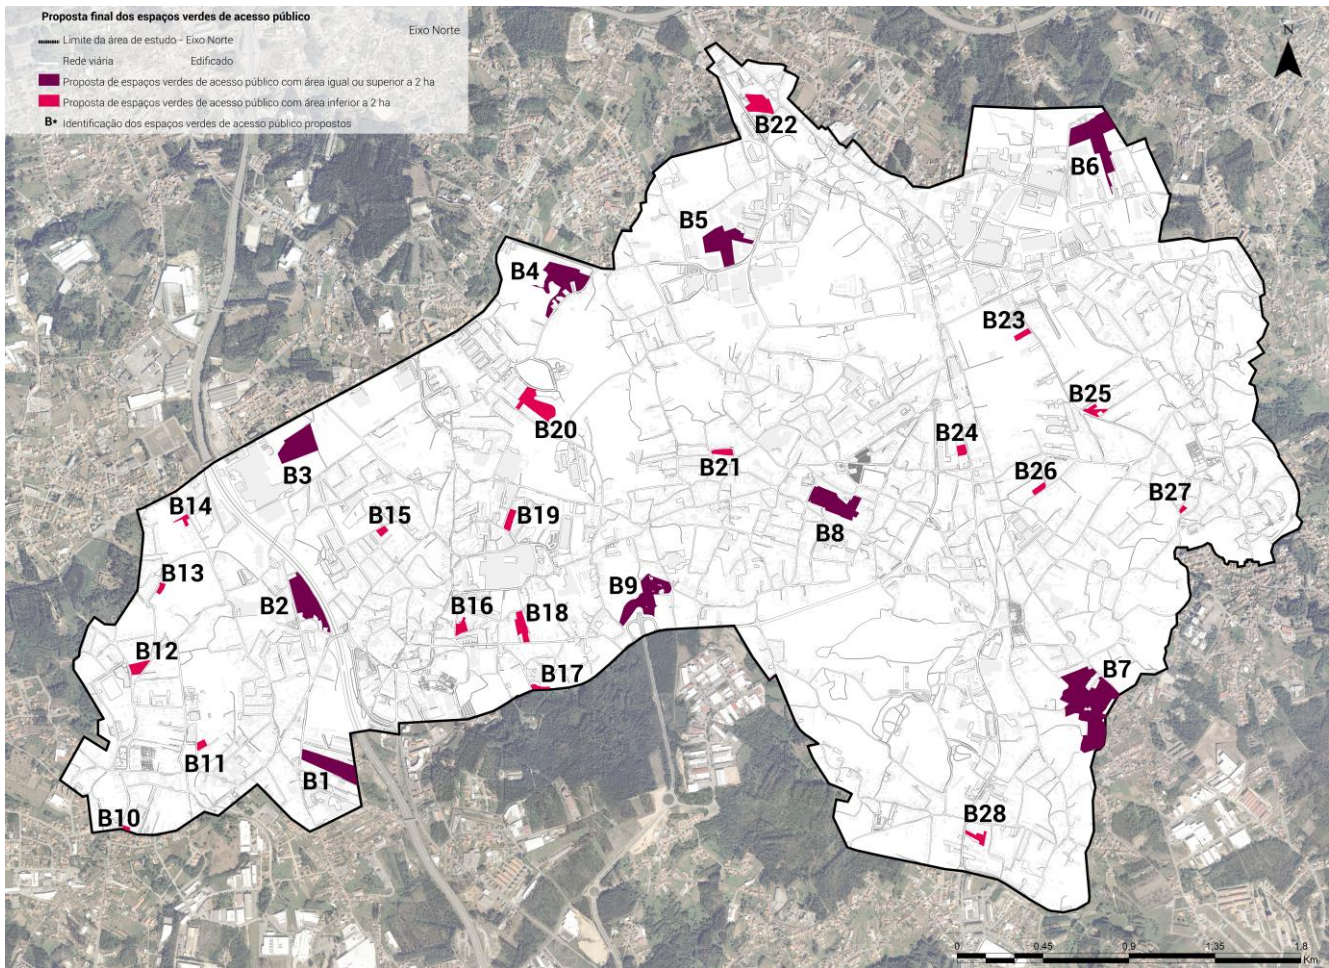 Proposta final dos espaços verdes de acesso público
Eixo Norte
Limite da área de estudo - Eixo Norte
Rede viária Edificado
Proposta de espaços verdes de acesso público com área igual ou superior a 2 ha
Proposta de espaços verdes de acesso público com área inferior a 2 ha
B* Identificação dos espaços verdes de acesso público propostos
N
B22
B6
B5
B4
B23
B25
B20
B24
B21
B3
B26
B27
B14
B15
B19
B8
B13
B2
B9
B16
B18
B12
B17
B7
B11
B1
B10
B28
0 0.45 0.9 1.35 1.8
Km